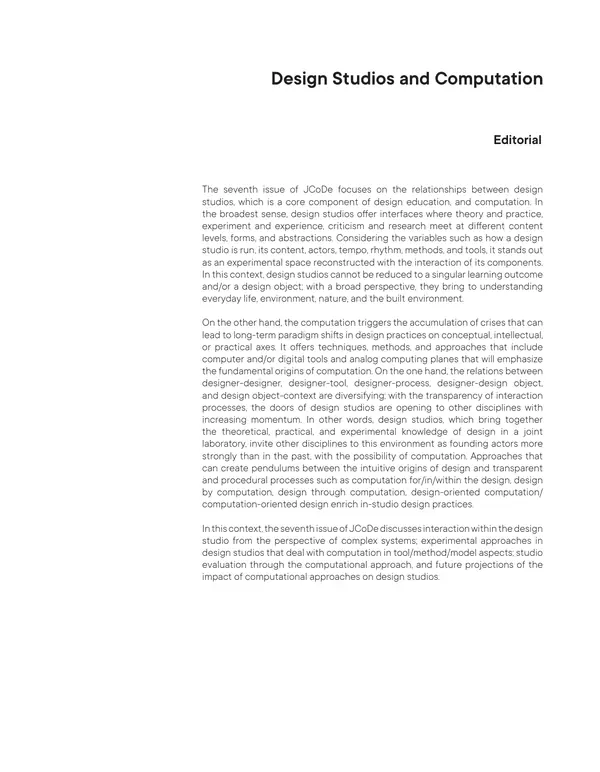 Design Studios and Computation
Editorial
The seventh issue of JCoDe focuses on the relationships between design
studios, which is a core component of design education, and computation. In
the broadest sense, design studios offer interfaces where theory and practice,
experiment and experience, criticism and research meet at different content
levels, forms, and abstractions. Considering the variables such as how a design
studio is run, its content, actors, tempo, rhythm, methods, and tools, it stands out
as an experimental space reconstructed with the interaction of its components.
In this context, design studios cannot be reduced to a singular learning outcome
and/or a design object; with a broad perspective, they bring to understanding
everyday life, environment, nature, and the built environment.
On the other hand, the computation triggers the accumulation of crises that can
lead to long-term paradigm shifts in design practices on conceptual, intellectual,
or practical axes. It offers techniques, methods, and approaches that include
computer and/or digital tools and analog computing planes that will emphasize
the fundamental origins of computation. On the one hand, the relations between
designer-designer, designer-tool, designer-process, designer-design object,
and design object-context are diversifying; with the transparency of interaction
processes, the doors of design studios are opening to other disciplines with
increasing momentum. In other words, design studios, which bring together
the theoretical, practical, and experimental knowledge of design in a joint
laboratory, invite other disciplines to this environment as founding actors more
strongly than in the past, with the possibility of computation. Approaches that
can create pendulums between the intuitive origins of design and transparent
and procedural processes such as computation for/in/within the design, design
by computation, design through computation, design-oriented computation/
computation-oriented design enrich in-studio design practices.
In this context, the seventh issue of JCoDe discusses interaction within the design
studio from the perspective of complex systems; experimental approaches in
design studios that deal with computation in tool/method/model aspects; studio
evaluation through the computational approach, and future projections of the
impact of computational approaches on design studios.